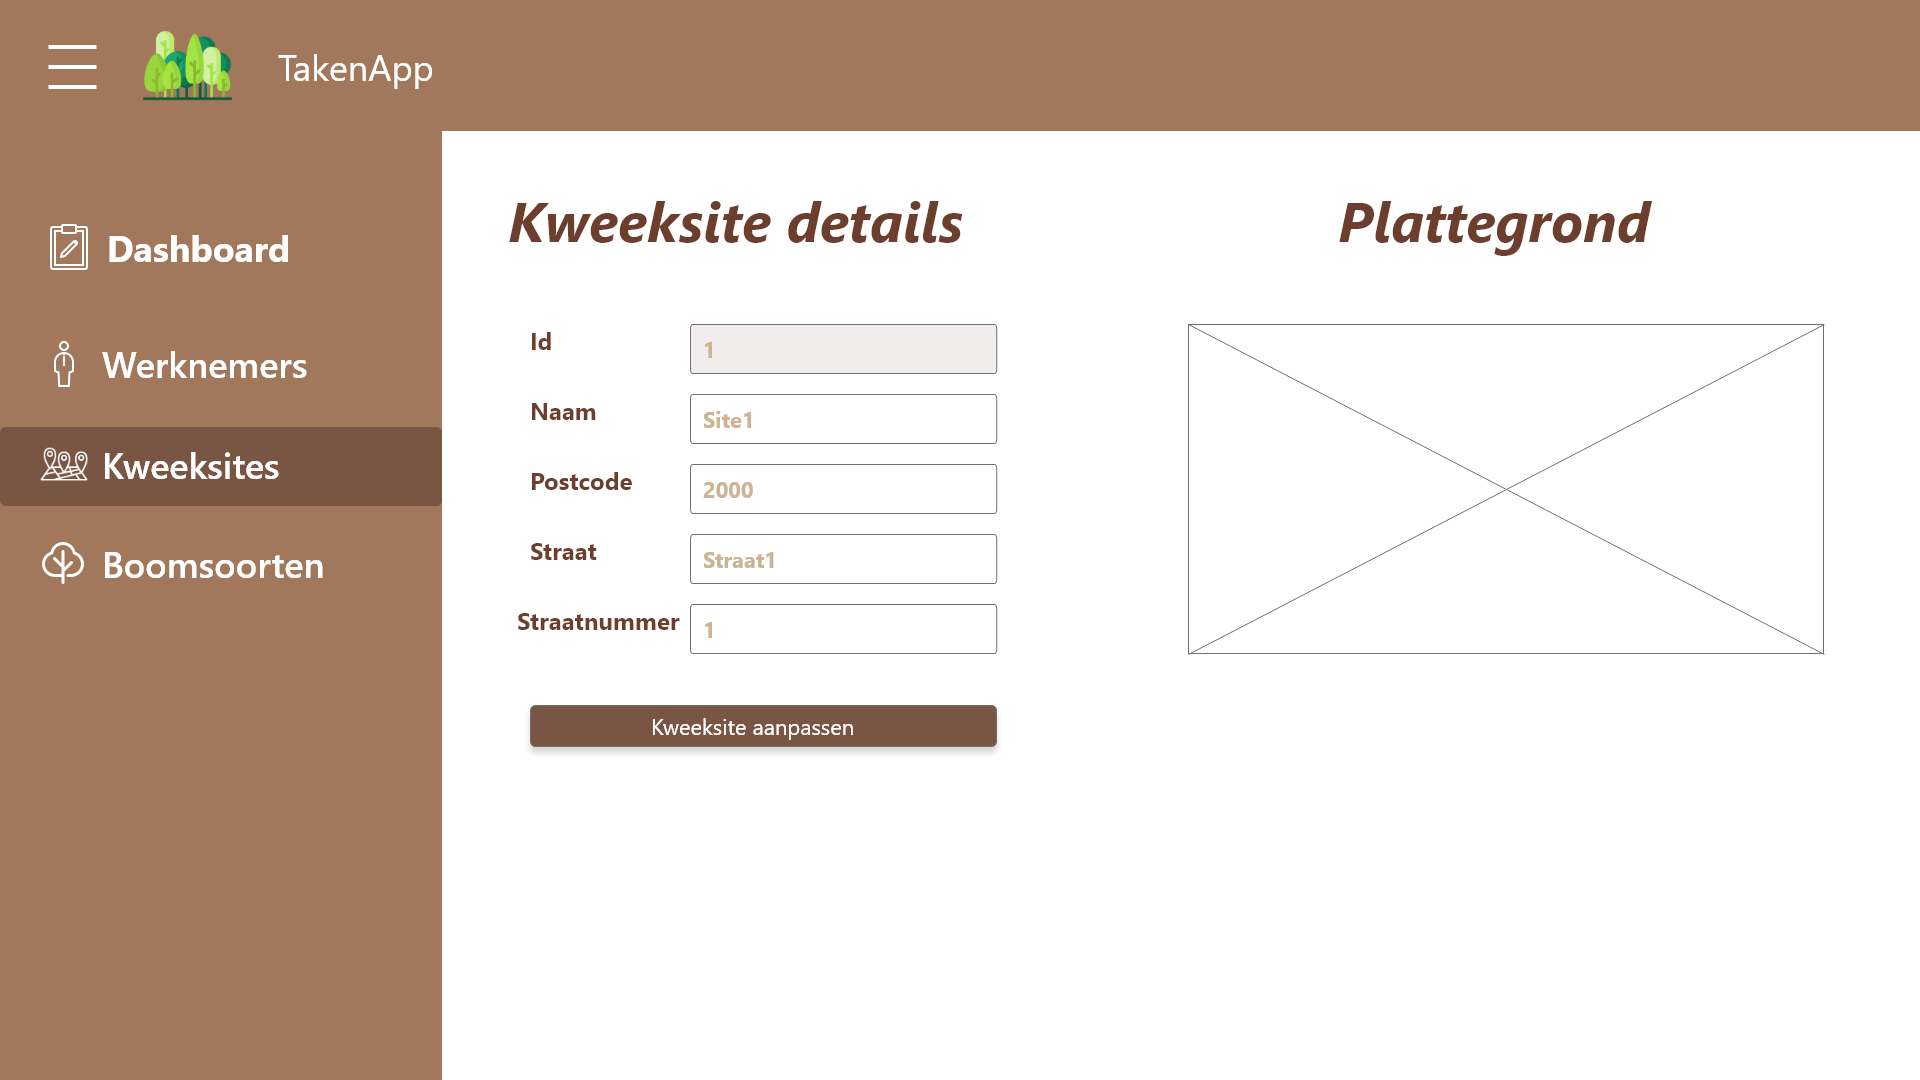 TakenApp
Dashboard
Werknemers
Kweeksites
Boomsoorten
Kweeksite details
Id
1
Naam
Site1
Postcode
2000
Straat
Straat1
Straatnummer
1
Kweeksite aanpassen
Plattegrond